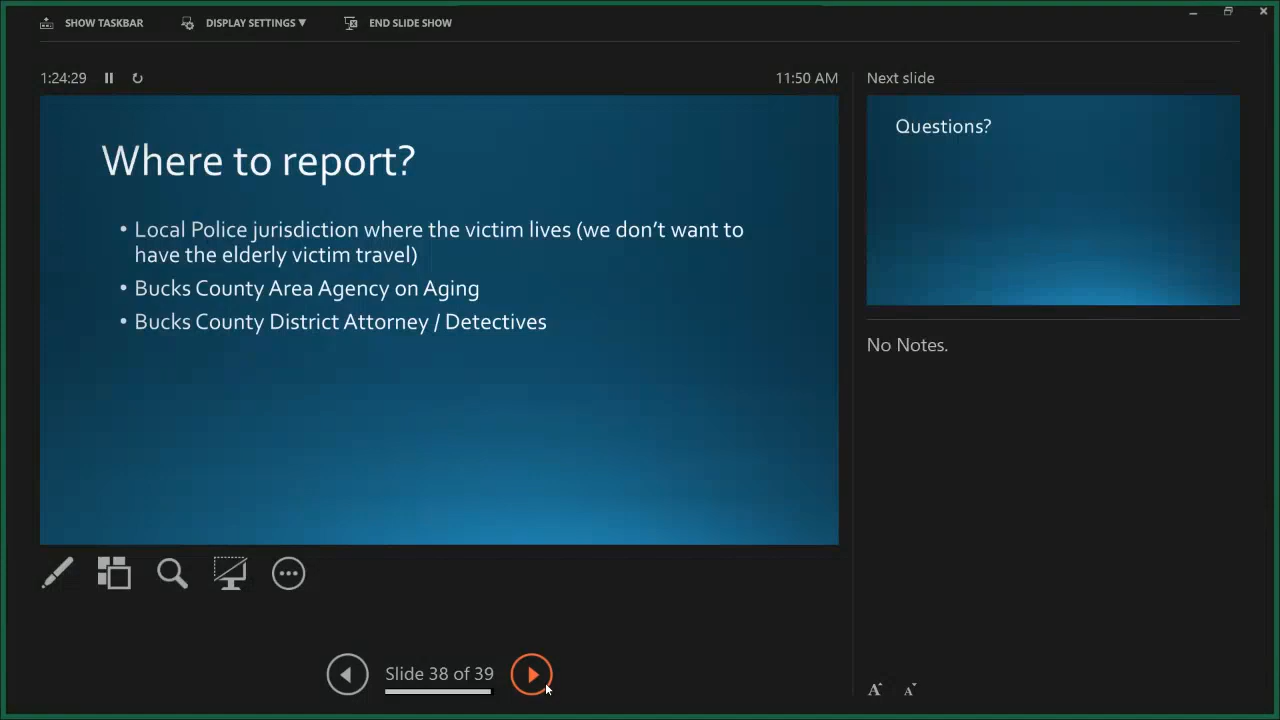 SHOW TASKBAR
DISPLAY SETTINGS ▼
END SLIDE SHOW
1:24:29
11:50 AM
Next slide
Where to report?
• Local Police jurisdiction where the victim lives (we don’t want to
have the elderly victim travel)
• Bucks County Area Agency on Aging
• Bucks County District Attorney / Detectives
Questions?
No Notes.
Slide 38 of 39
A A